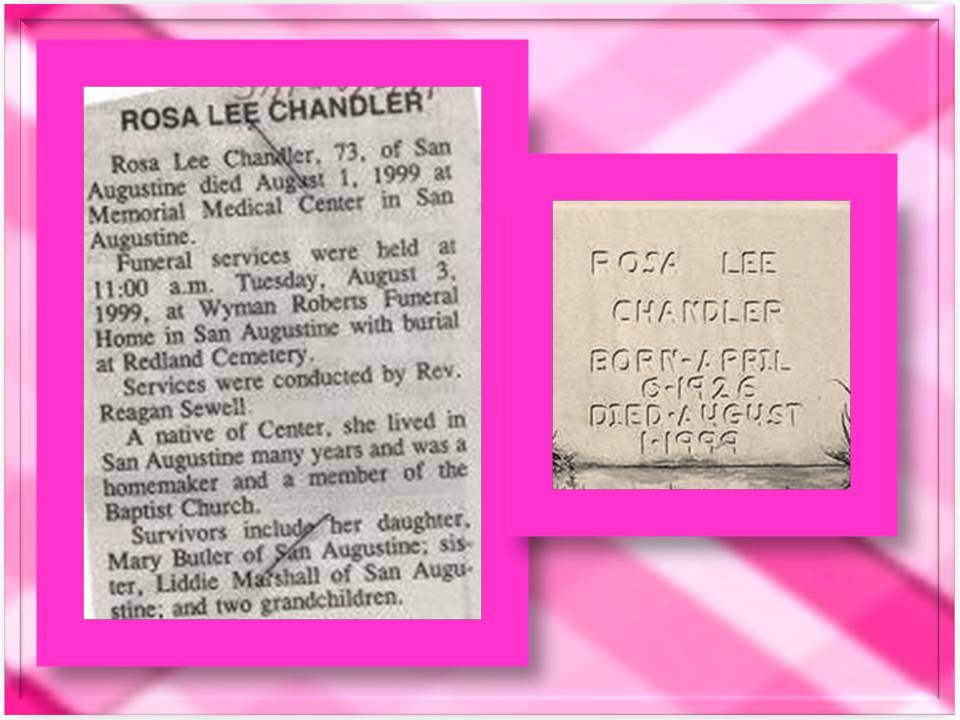 ROSA LEE CHANDLER
Rosa Lee Chandler, 73, of San
Augustine died August 1, 1999 at
Memorial Medical Center in San
Augustine.
Funeral services were held at
11:00 a.m. Tuesday, August 3,
1999, at Wyman Roberts Funeral
Home in San Augustine with burial
at Redland Cemetery.
Services were conducted by Rev.
Reagan Sewell.
A native of Center, she lived in
San Augustine many years and was a
homemaker and a member of the
Baptist Church.
Survivors include her daughter,
Mary Butler of San Augustine; sis-
ter, Liddie Marshall of San Augu-
stine; and two grandchildren.
ROSA LEE
CHANDLER
BORN-APRIL
6-1926
DIED-AUGUST
1-1999